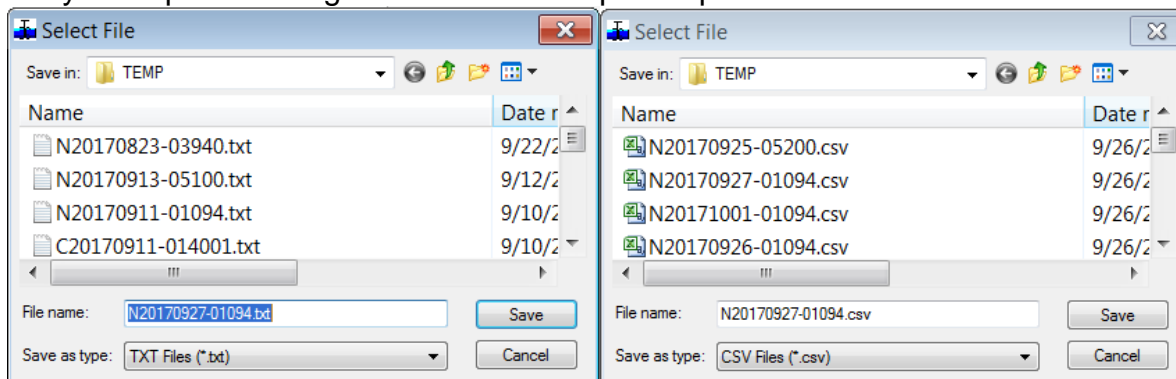 Select File
Save in: TEMP
Name Date r
N20170823-03940.txt 9/22/2
N20170913-05100.txt 9/12/2
N20170911-01094.txt 9/10/2
C20170911-014001.txt 9/10/2
File name: N20170927-01094.txt Save
Save as type: TXT Files (*.txt) Cancel
Select File
Save in: TEMP
Name Date r
N20170925-05200.csv 9/26/2
N20170927-01094.csv 9/26/2
N20171001-01094.csv 9/26/2
N20170926-01094.csv 9/26/2
File name: N20170927-01094.csv Save
Save as type: CSV Files (*.csv) Cancel